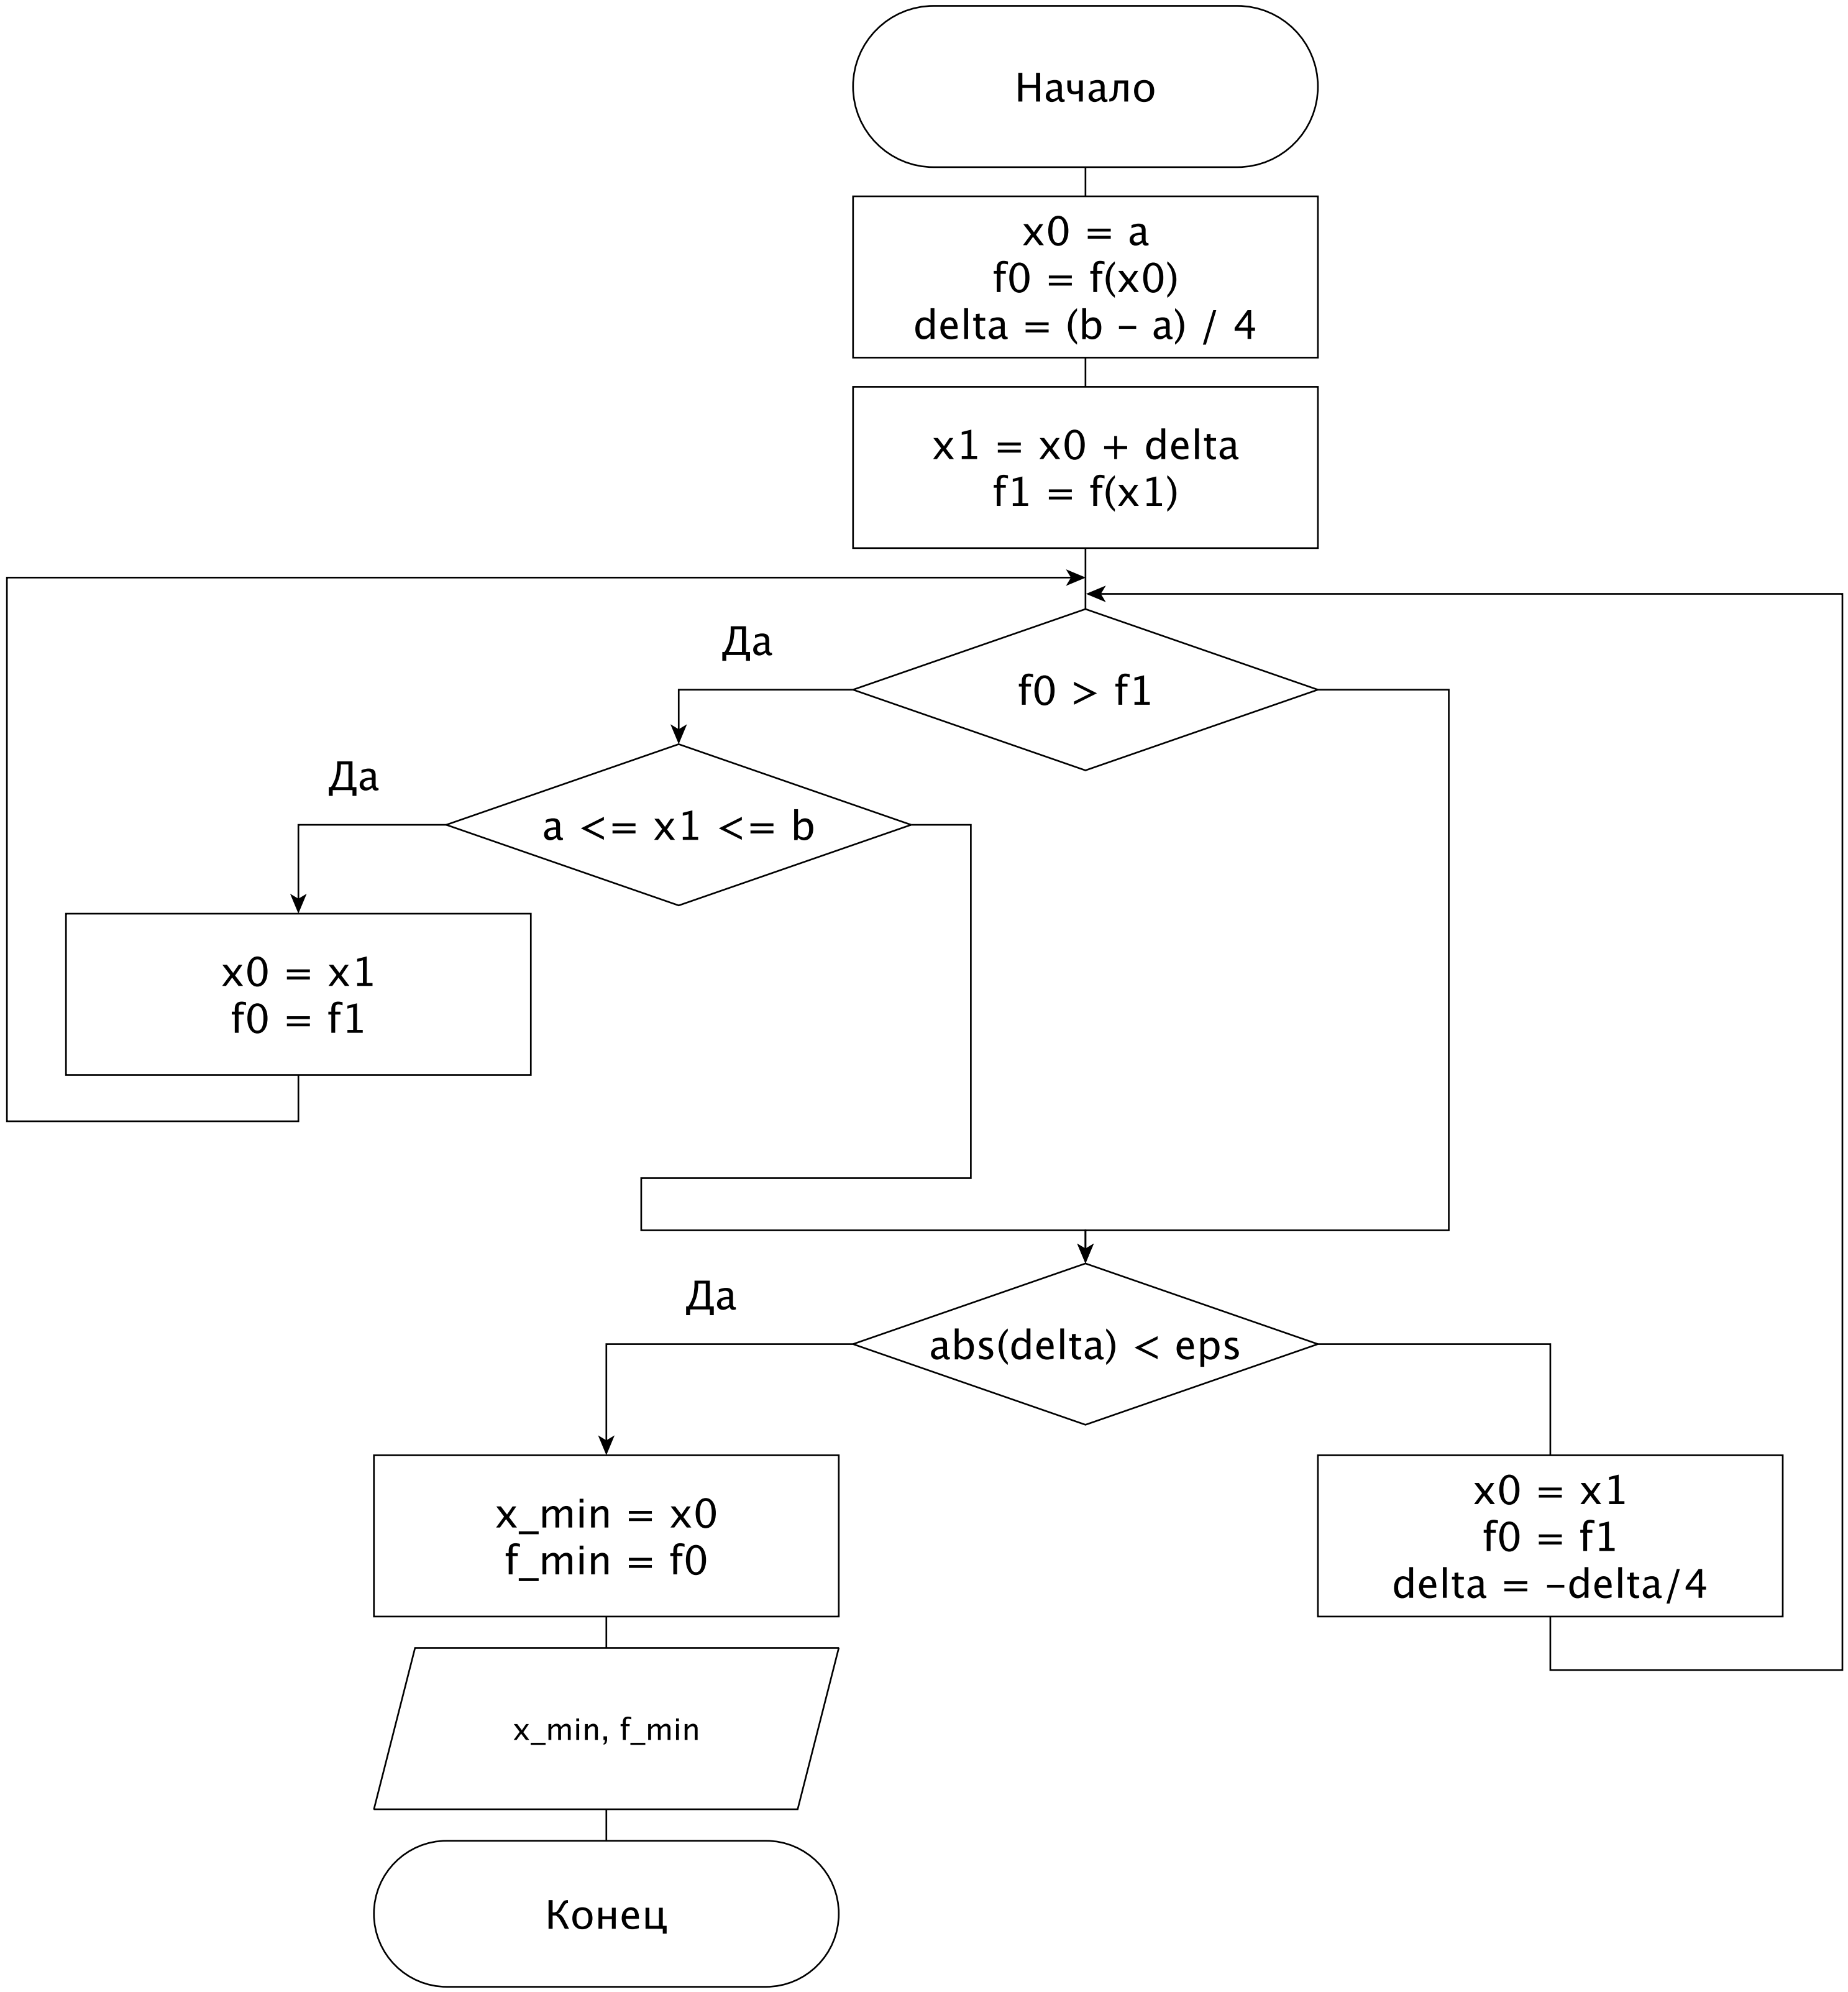 Начало
x0 = a
f0 = f(x0)
delta = (b – a) / 4
x1 = x0 + delta
f1 = f(x1)
Да
f0 > f1
Да
a <= x1 <= b
x0 = x1
f0 = f1
Да
abs(delta) < eps
x_min = x0
f_min = f0
x0 = x1
f0 = f1
delta = –delta/4
x_min, f_min
Конец